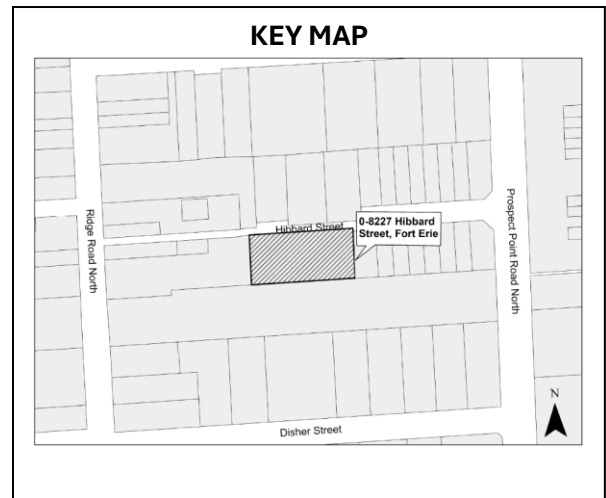 KEY MAP
Ridge Road North
Hibbard Street
0-8227 Hibbard
Street, Fort Erie
Prospect Point Road North
N
Disher Street